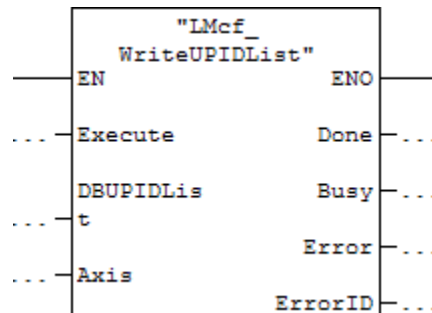 "LMcf_
WriteUPIDList"
EN ENO
... Execute Done ...
DBUPIDLis Busy ...
... t
Error ...
... Axis
ErrorID ...